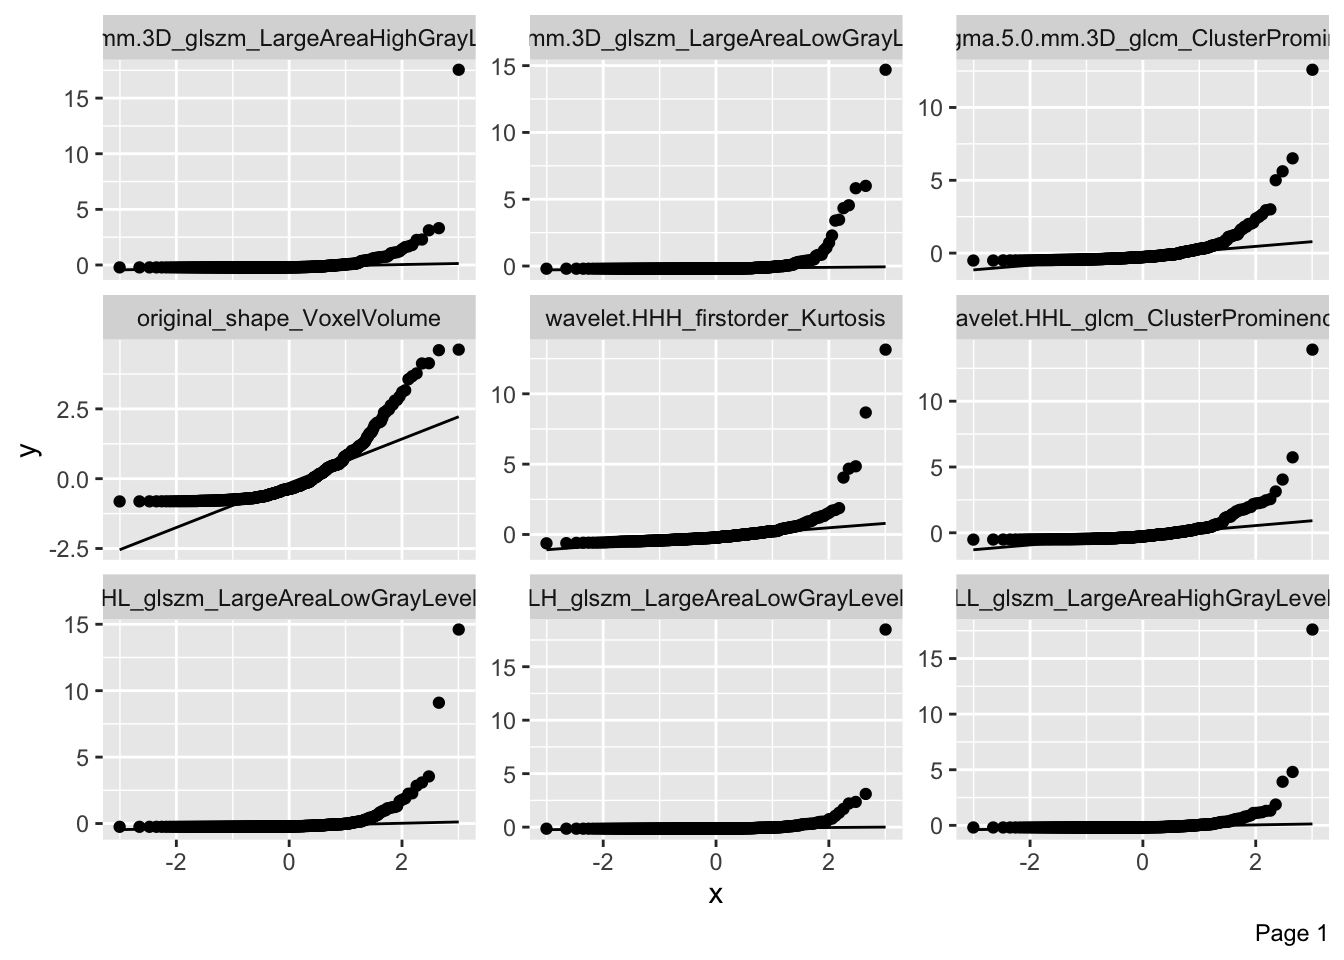 mm.3D_glszm_LargeAreaHighGrayL
mm.3D_glszm_LargeAreaLowGrayL
gma.5.0.mm.3D_glcm_ClusterPromi
15
10
5
0
15
10
5
0
10
5
0
original_shape_VoxelVolume
wavelet.HHH_firstorder_Kurtosis
avelet.HHL_glcm_ClusterProminenc
y
2.5
0.0
-2.5
10
5
0
10
5
0
HL_glszm_LargeAreaLowGrayLevel
LH_glszm_LargeAreaLowGrayLevel
LL_glszm_LargeAreaHighGrayLevel
15
10
5
0
15
10
5
0
15
10
5
0
-2 0 2
-2 0 2
-2 0 2
x
Page 1